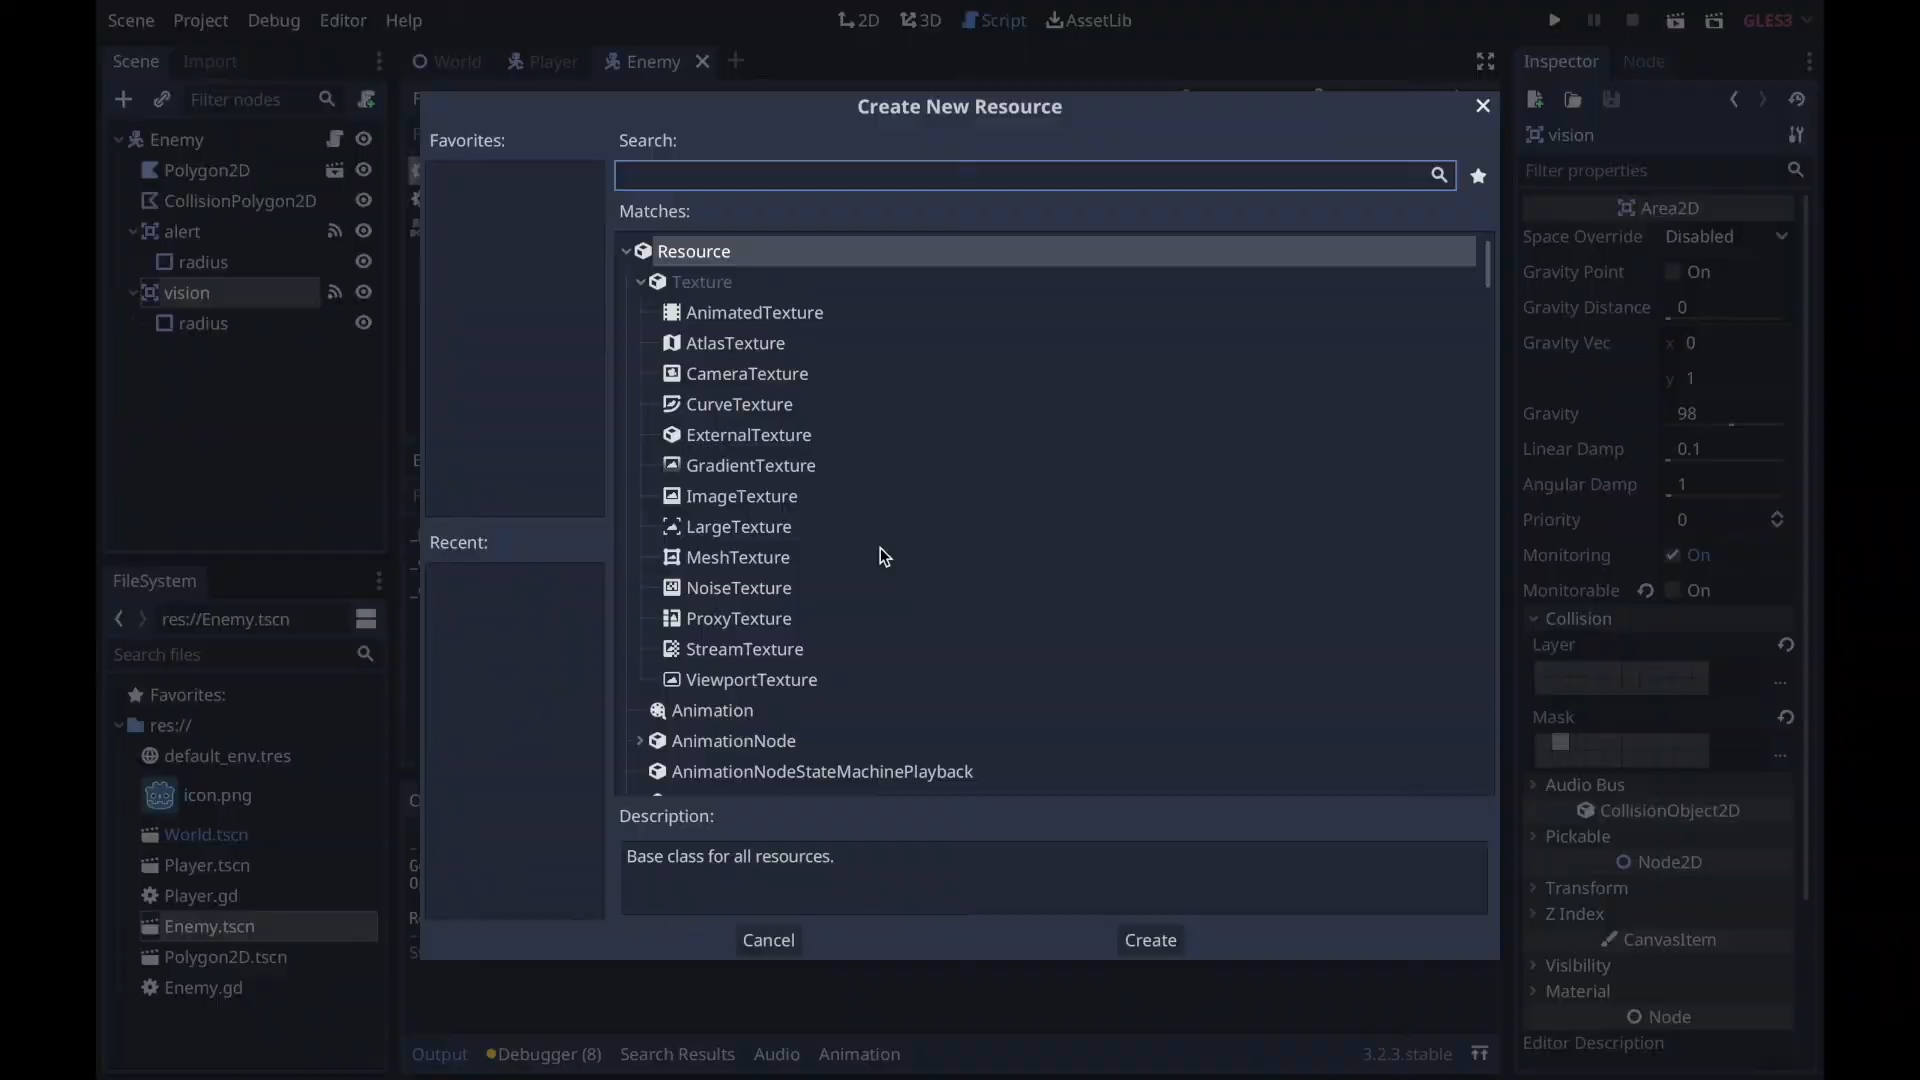 Scene Project Debug Editor Help
2D 3D Script AssetLib
GLES3
Scene Import
World Player Enemy
Inspector Node
Filter nodes
Enemy
Polygon2D
CollisionPolygon2D
alert
radius
vision
radius
FileSystem
res://Enemy.tscn
Search files
Favorites:
res://
default_env.tres
icon.png
World.tscn
Player.tscn
Player.gd
Enemy.tscn
Polygon2D.tscn
Enemy.gd
Create New Resource
Favorites:
Recent:
Search:
Matches:
Resource
Texture
AnimatedTexture
AtlasTexture
CameraTexture
CurveTexture
ExternalTexture
GradientTexture
ImageTexture
LargeTexture
MeshTexture
NoiseTexture
ProxyTexture
StreamTexture
ViewportTexture
Animation
AnimationNode
AnimationNodeStateMachinePlayback
Description:
Base class for all resources.
Cancel Create
Output Debugger (8) Search Results Audio Animation 3.2.3.stable
vision
Filter properties
Area2D
Space Override Disabled
Gravity Point On
Gravity Distance 0
Gravity Vec x 0
y 1
Gravity 98
Linear Damp 0.1
Angular Damp 1
Priority 0
Monitoring On
Monitorable On
Collision
Layer
...
Mask
...
Audio Bus
CollisionObject2D
Pickable
Node2D
Transform
Z Index
CanvasItem
Visibility
Material
Node
Editor Description